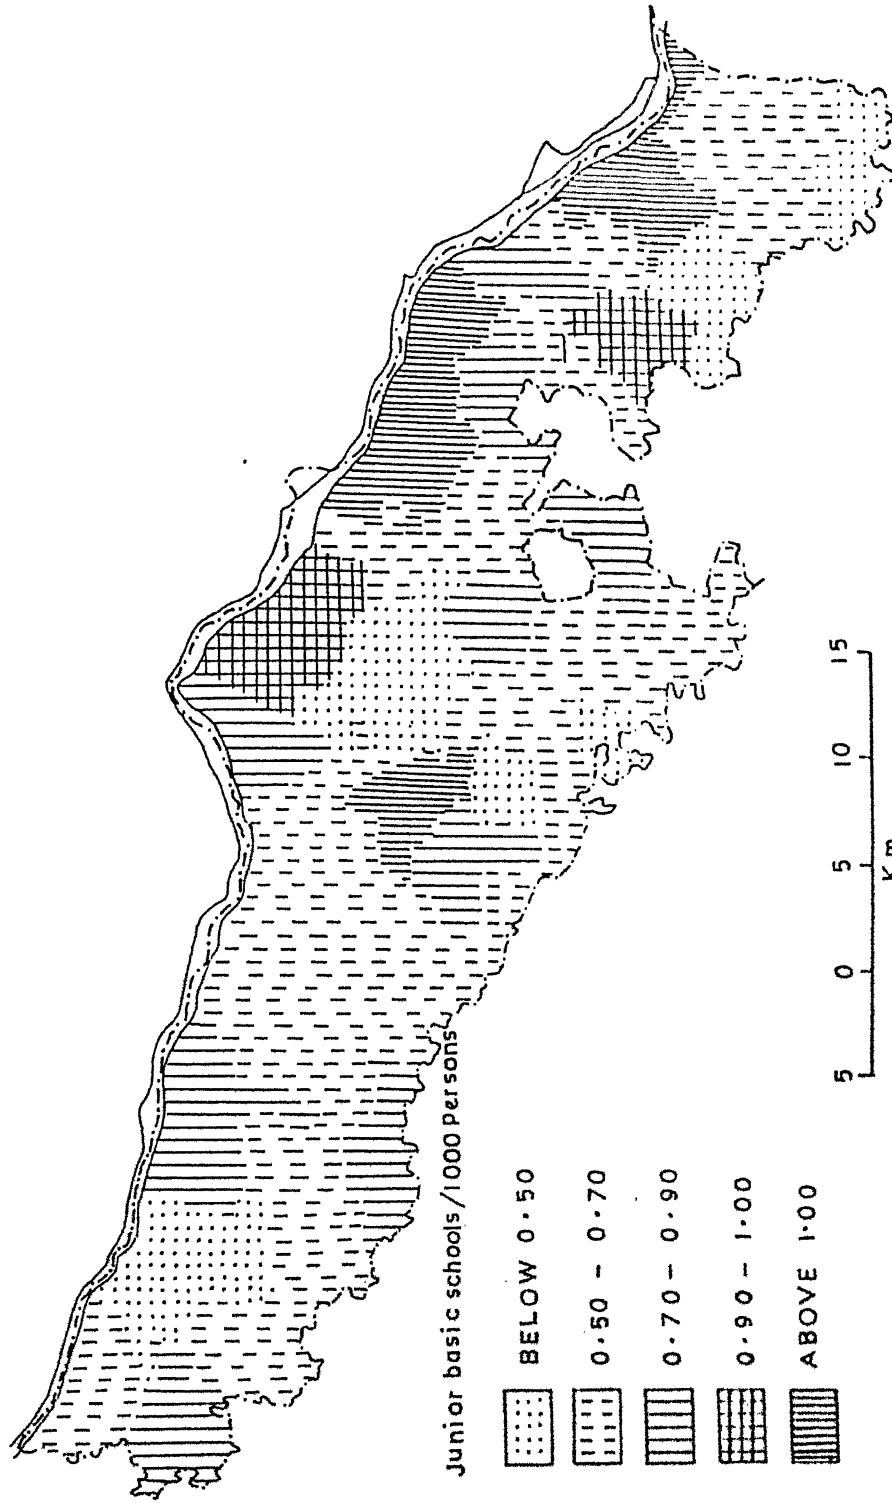 Junior basic schools/1000 Persons
BELOW 0·50
0·50 – 0·70
0·70 – 0·90
0·90 – 1·00
ABOVE 1·00
5 0 5 10 15
Km